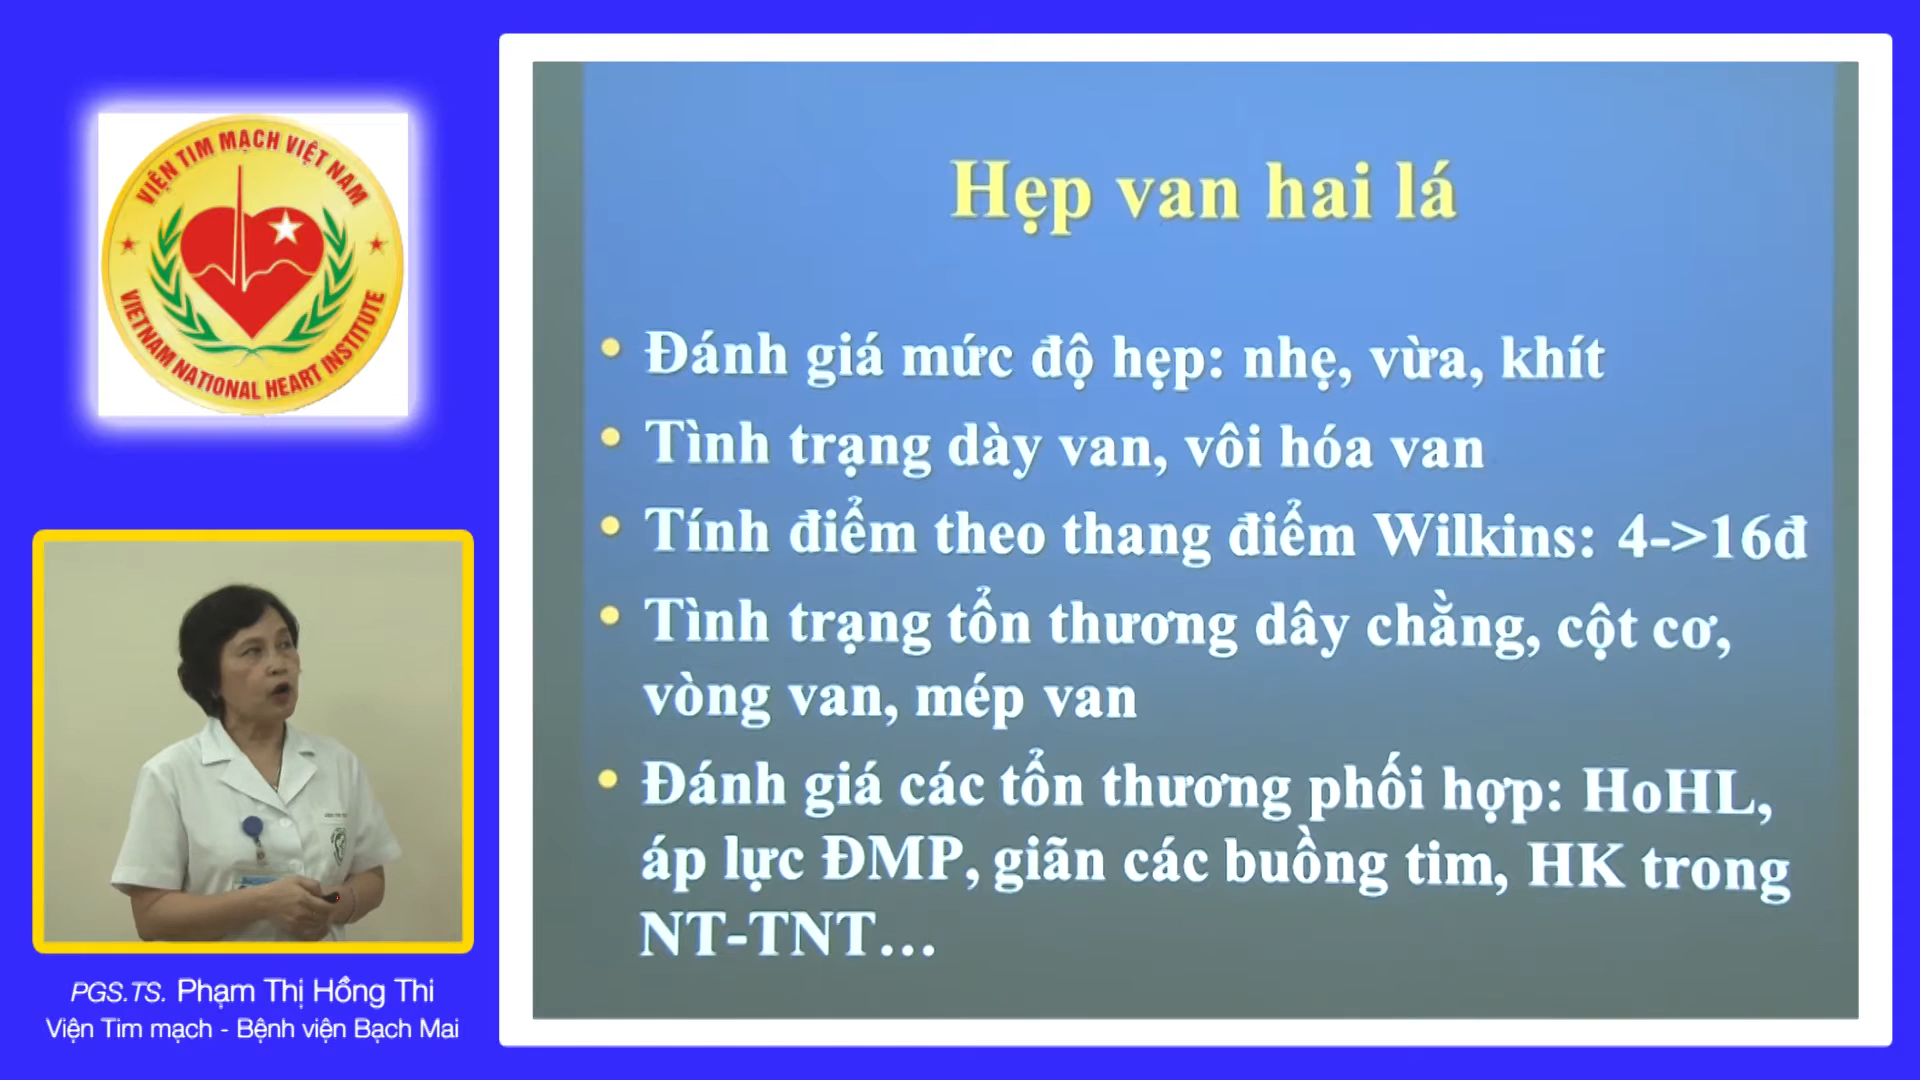 VIỆN TIM MẠCH VIỆT NAM
VIETNAM NATIONAL HEART INSTITUTE
PGS.TS. Phạm Thị Hồng Thi
Viện Tim mạch - Bệnh viện Bạch Mai
Hẹp van hai lá
• Đánh giá mức độ hẹp: nhẹ, vừa, khít
• Tình trạng dày van, vôi hóa van
• Tính điểm theo thang điểm Wilkins: 4->16đ
• Tình trạng tổn thương dây chằng, cột cơ,
vòng van, mép van
• Đánh giá các tổn thương phối hợp: HoHL,
áp lực ĐMP, giãn các buồng tim, HK trong
NT-TNT...